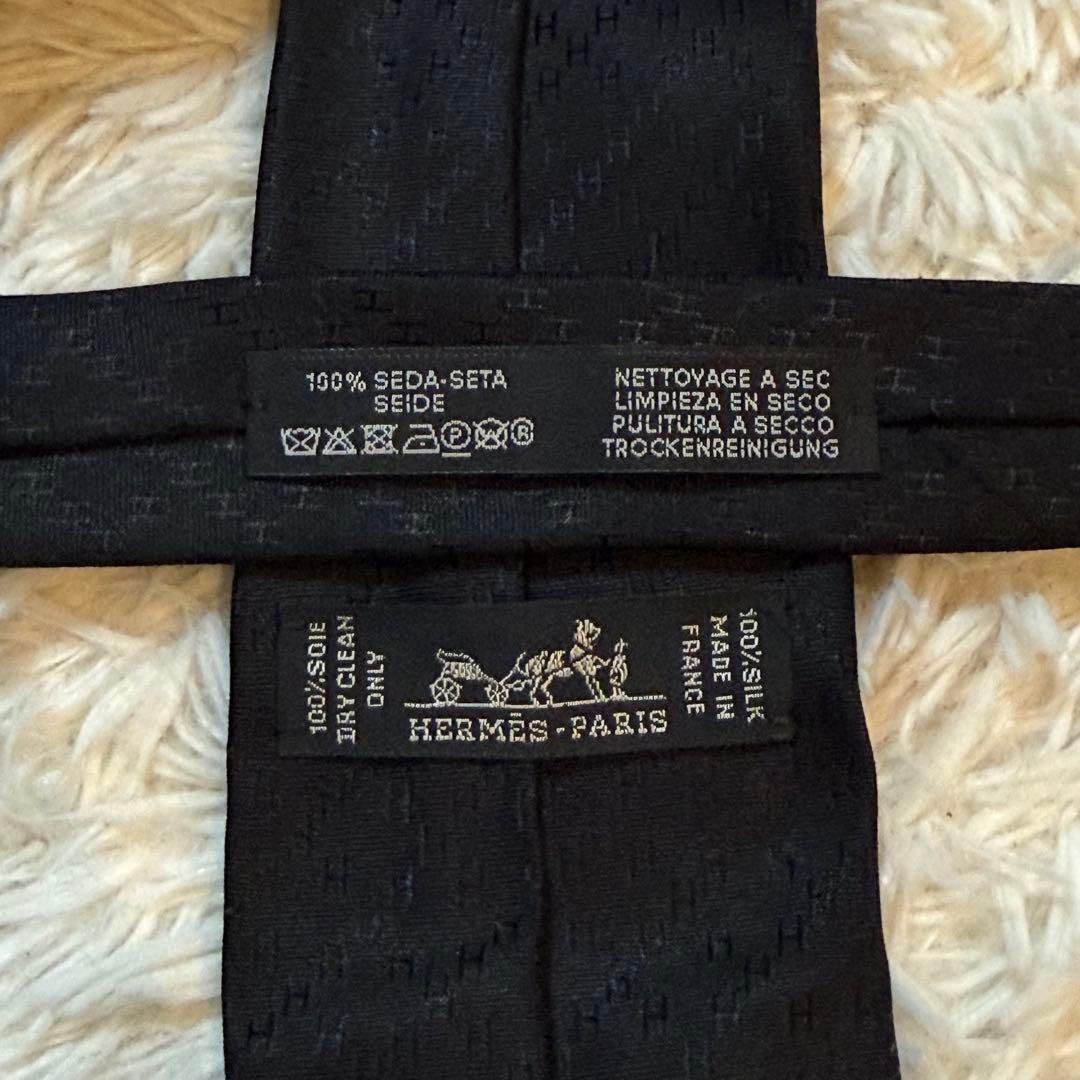 100% SEDA-SETA
SEIDE
NETTOYAGE A SEC
LIMPIEZA EN SECO
PULITURA A SECCO
TROCKENREINIGUNG
P
R
100% SOIE
DRY CLEAN
ONLY
HERMÈS-PARIS
100% SILK
MADE IN
FRANCE